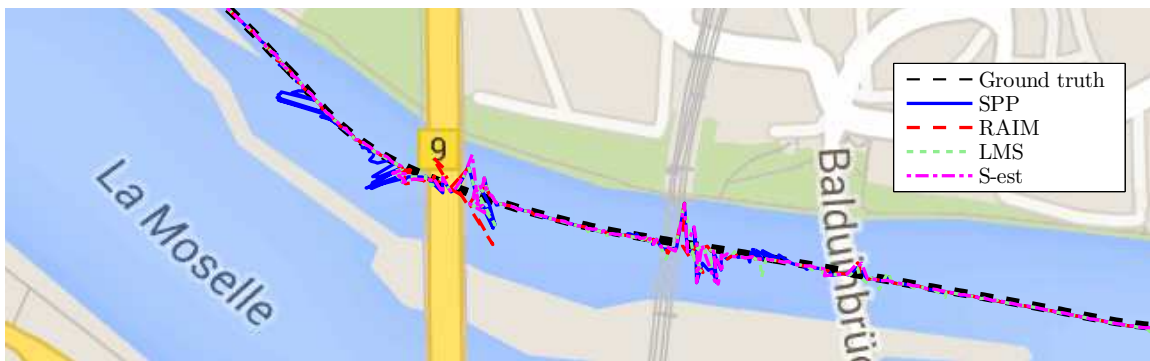 Ground truth
SPP
RAIM
LMS
S-est
9
La Moselle
Balduinbrüc